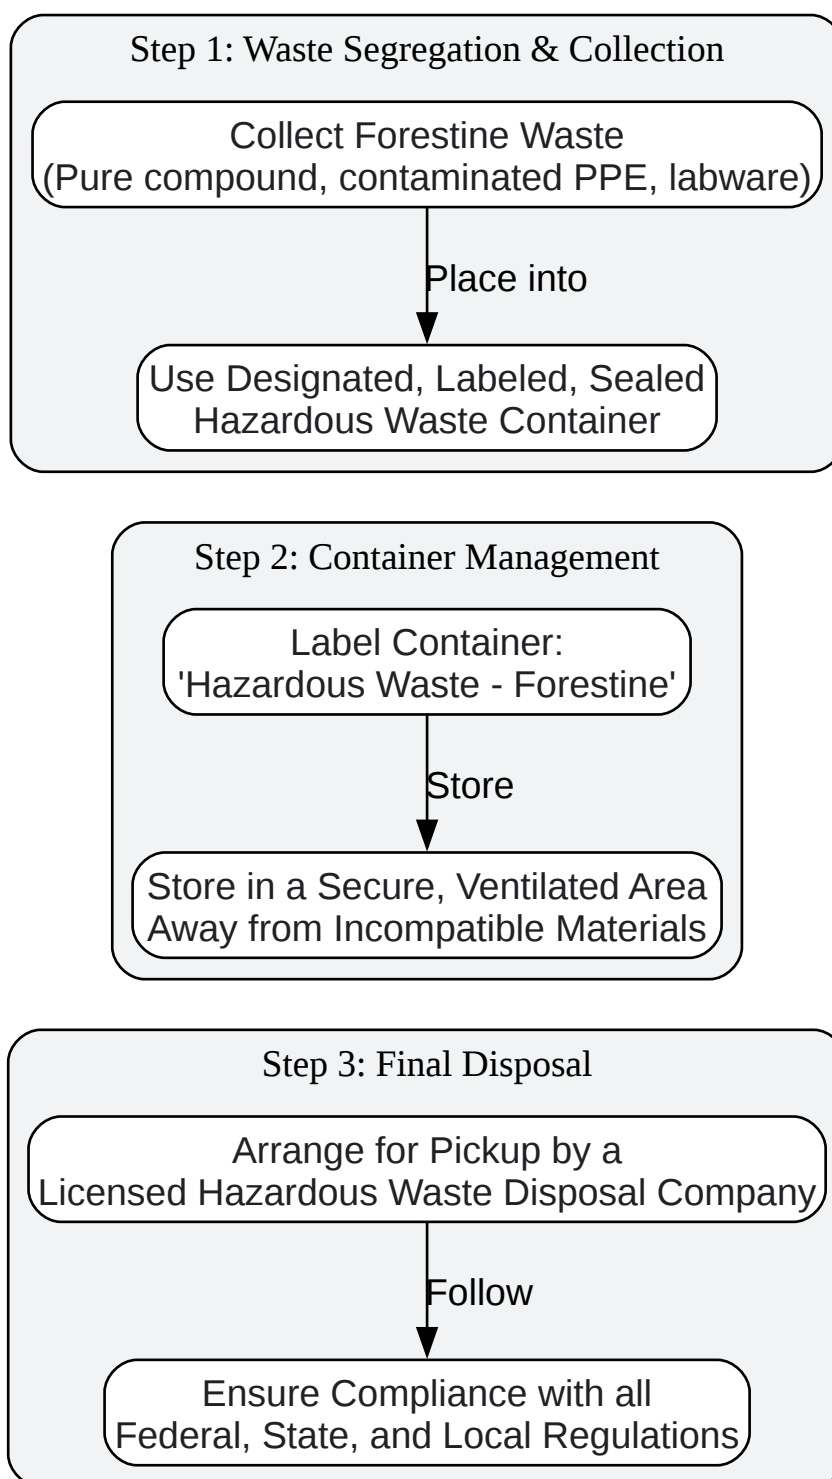 Step 1: Waste Segregation & Collection
Collect Forestine Waste
(Pure compound, contaminated PPE, labware)
Place into
Use Designated, Labeled, Sealed
Hazardous Waste Container
Step 2: Container Management
Label Container:
'Hazardous Waste - Forestine'
Store
Store in a Secure, Ventilated Area
Away from Incompatible Materials
Step 3: Final Disposal
Arrange for Pickup by a
Licensed Hazardous Waste Disposal Company
Follow
Ensure Compliance with all
Federal, State, and Local Regulations